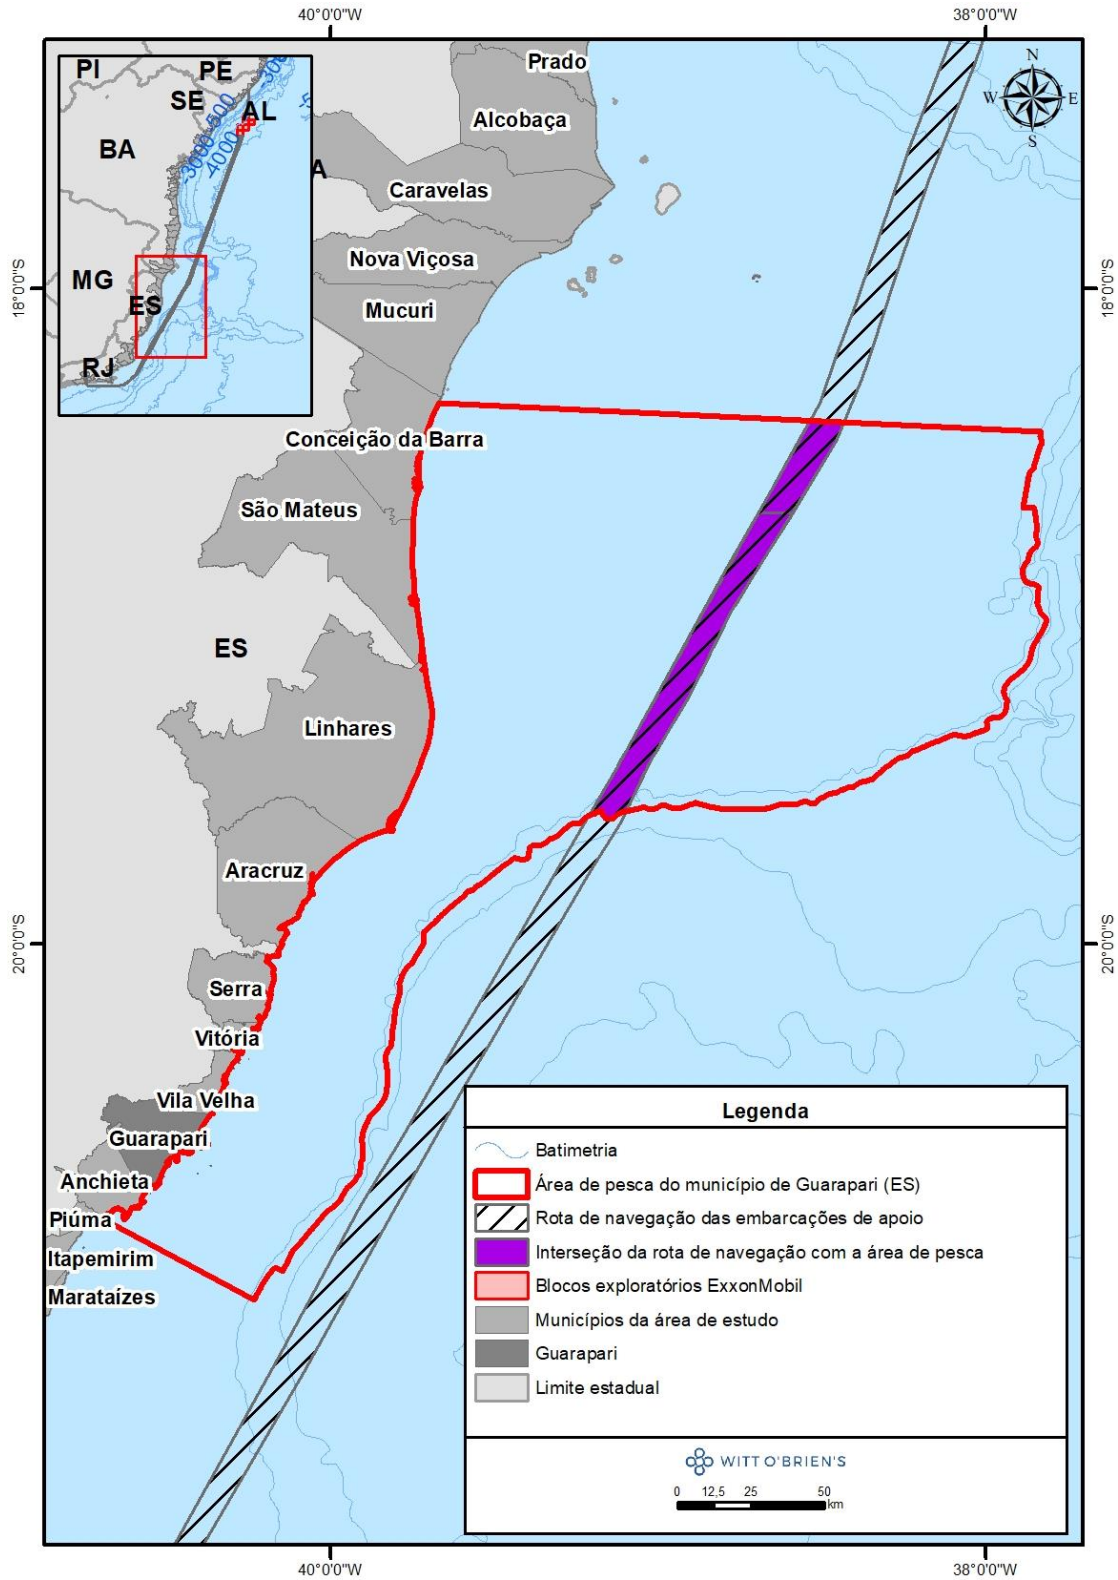 40°0'0"W 38°0'0"W
PI PE SE AL BA MG ES RJ
-3000 -500
-3000 -4000
N
W E
S
Prado
Alcobaça
A
Caravelas
Nova Viçosa
Mucuri
18°0'0"S 18°0'0"S
Conceição da Barra
São Mateus
ES
Linhares
Aracruz
20°0'0"S 20°0'0"S
Serra
Vitória
Vila Velha
Guarapari
Anchieta
Piúma
Itapemirim
Marataízes
Legenda
Batimetria
Área de pesca do município de Guarapari (ES)
Rota de navegação das embarcações de apoio
Interseção da rota de navegação com a área de pesca
Blocos exploratórios ExxonMobil
Municípios da área de estudo
Guarapari
Limite estadual
WITT O'BRIEN'S
0 12,5 25 50
km
40°0'0"W 38°0'0"W